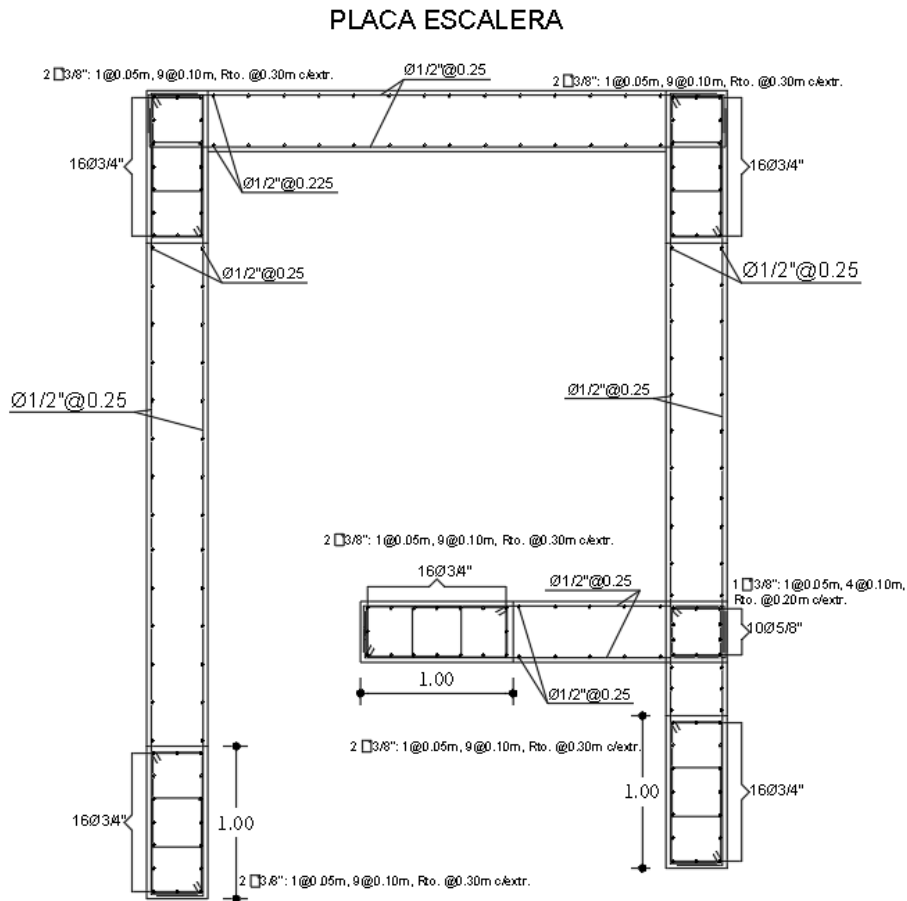 PLACA ESCALERA
2 □3/8": 1@0.05m, 9@0.10m, Rto. @0.30m c/extr.
Ø1/2"@0.25
2 □3/8": 1@0.05m, 9@0.10m, Rto. @0.30m c/extr.
16Ø3/4"
16Ø3/4"
Ø1/2"@0.225
Ø1/2"@0.25
Ø1/2"@0.25
Ø1/2"@0.25
Ø1/2"@0.25
2 □3/8": 1@0.05m, 9@0.10m, Rto. @0.30m c/extr.
16Ø3/4"
Ø1/2"@0.25
1 □3/8": 1@0.05m, 4@0.10m,
Rto. @0.20m c/extr.
10Ø5/8"
1.00
Ø1/2"@0.25
2 □3/8": 1@0.05m, 9@0.10m, Rto. @0.30m c/extr.
1.00
16Ø3/4"
16Ø3/4"
1.00
2 □3/8": 1@0.05m, 9@0.10m, Rto. @0.30m c/extr.